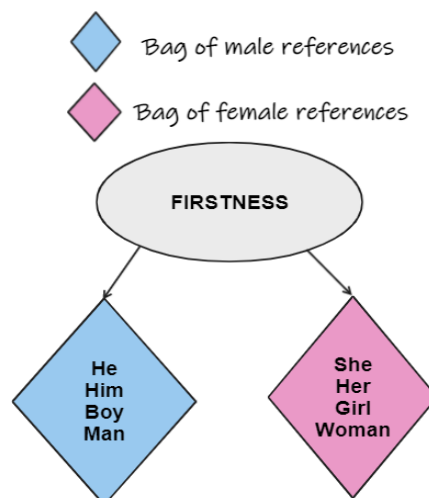 Bag of male references
Bag of female references
FIRSTNESS
He
Him
Boy
Man
She
Her
Girl
Woman